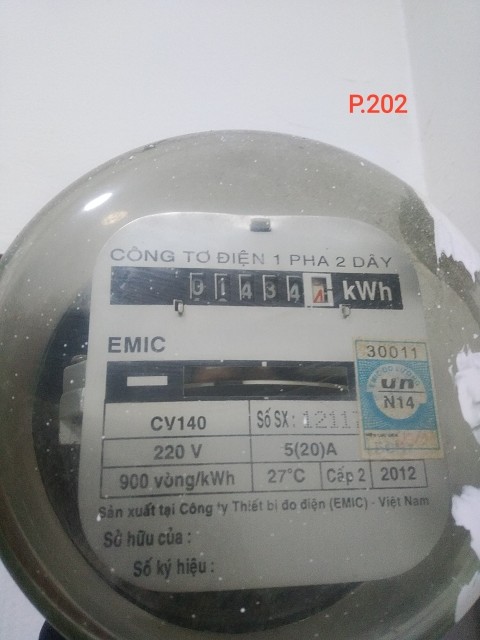 P.202
CÔNG TƠ ĐIỆN 1 PHA 2 DÂY
01434 kWh
EMIC
30011
N14
CV140 Số SX: 12117
220 V 5(20)A
900 vòng/kWh 27°C Cấp 2 2012
Sản xuất tại Công ty Thiết bị đo điện (EMIC) - Việt Nam
Sở hữu của :
Số ký hiệu :